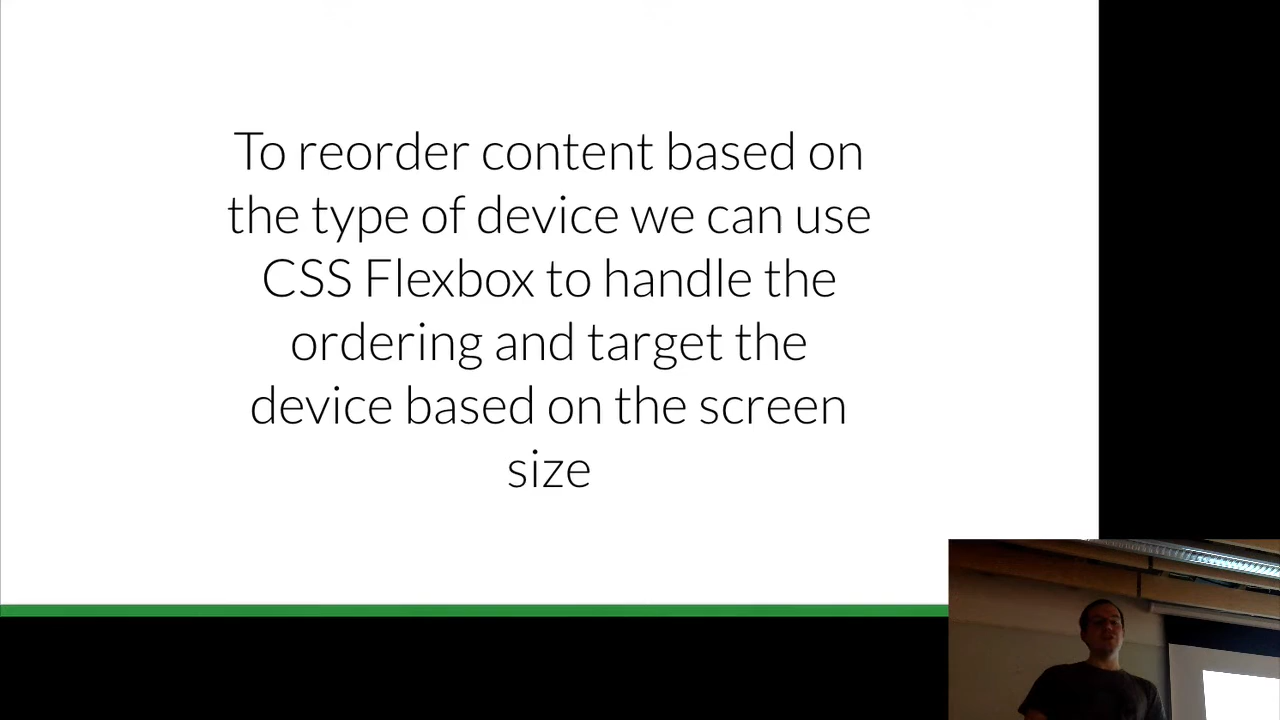 To reorder content based on
the type of device we can use
CSS Flexbox to handle the
ordering and target the
device based on the screen
size